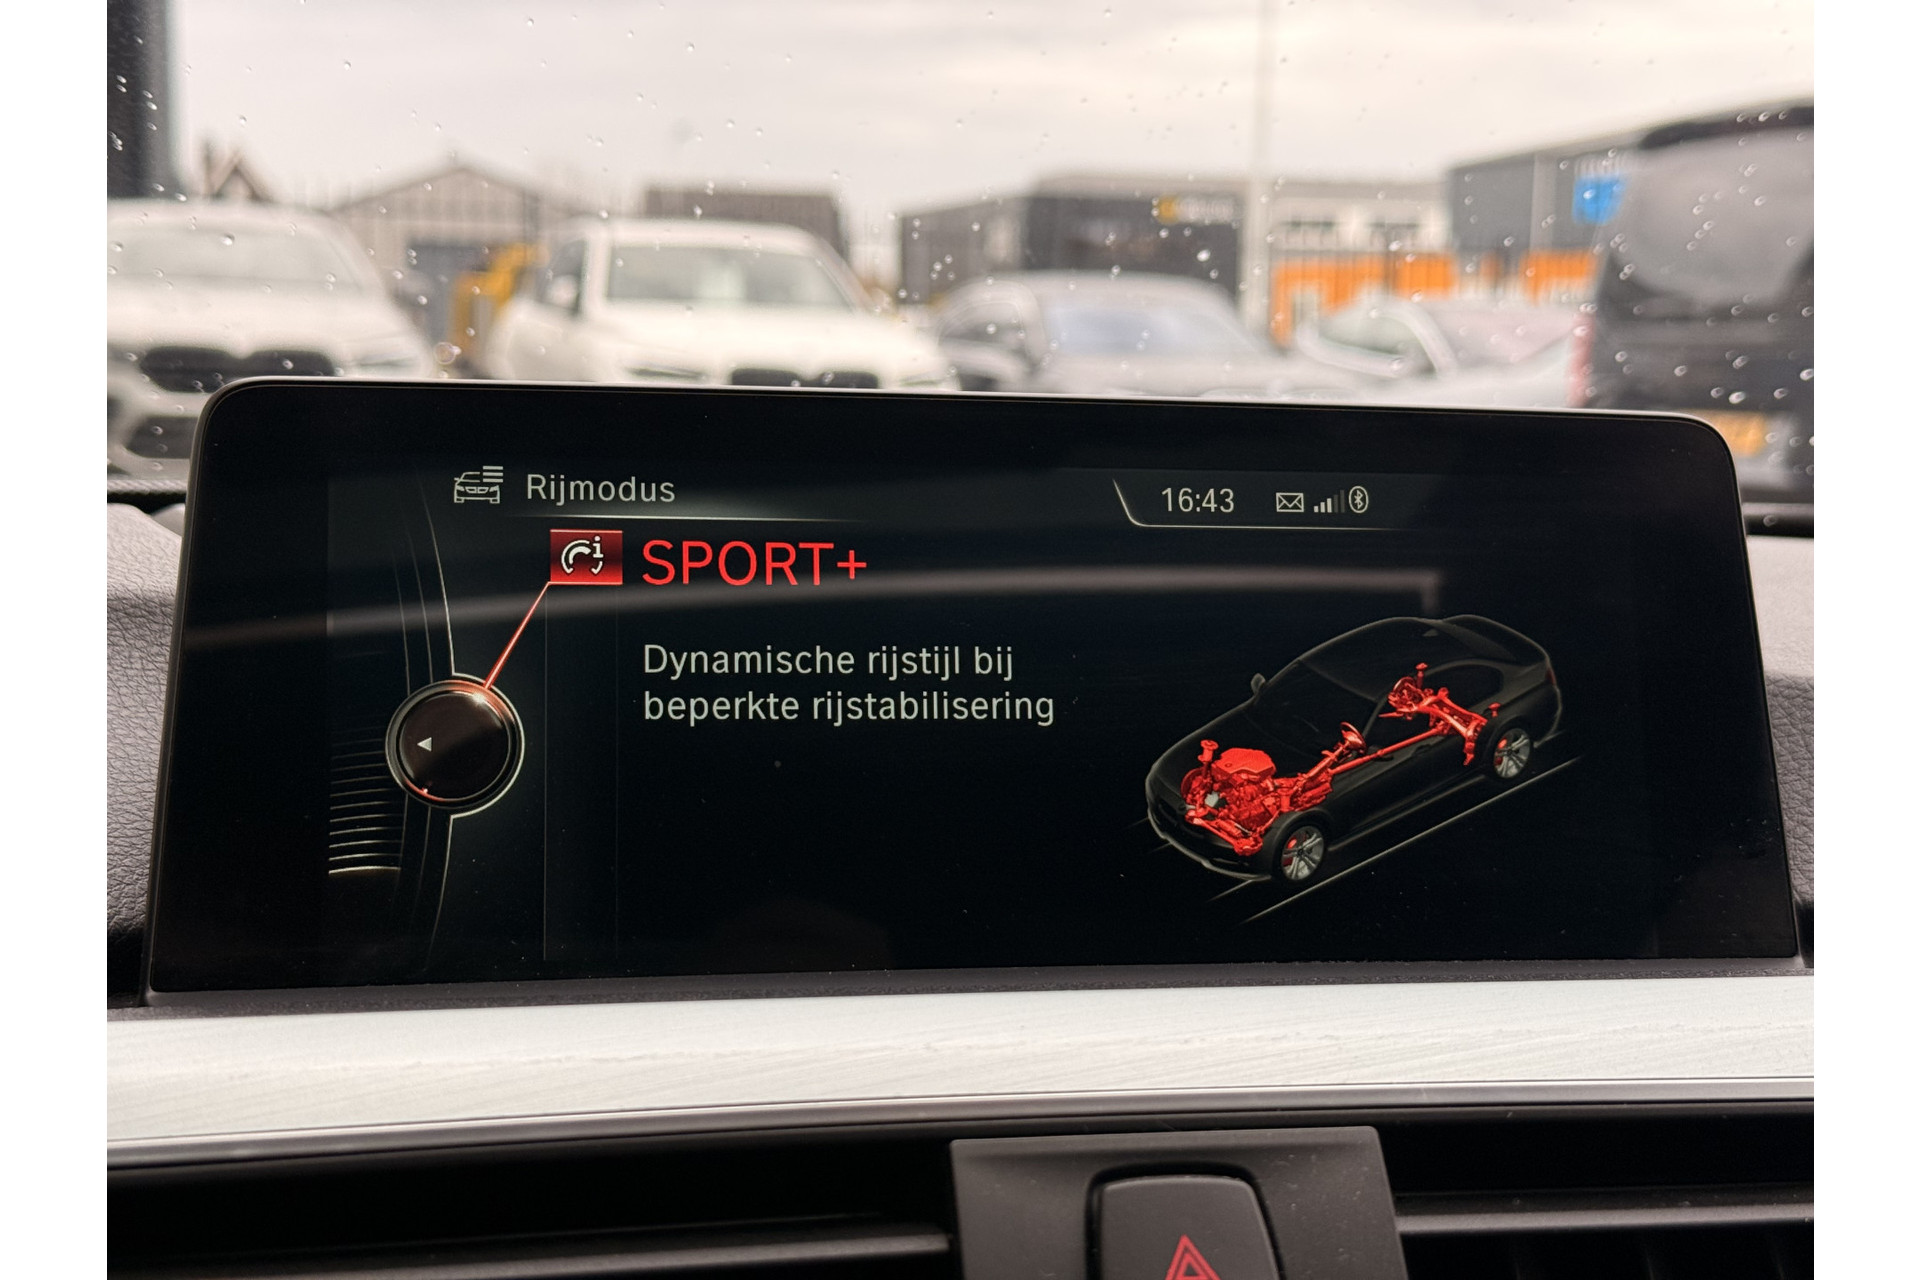 Rijmodus
16:43
SPORT+
Dynamische rijstijl bij
beperkte rijstabilisering